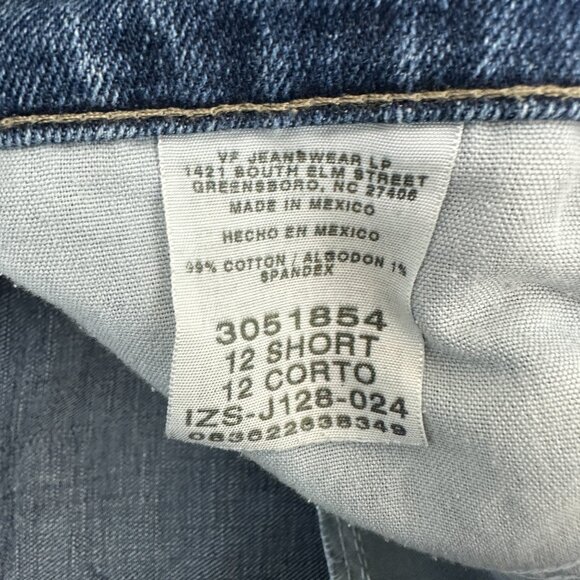 VF JEANSWEAR LP
1421 SOUTH ELM STREET
GREENSBORO, NC 27406
MADE IN MEXICO
HECHO EN MEXICO
99% COTTON / ALGODON 1%
SPANDEX
3051854
12 SHORT
12 CORTO
IZS-J128-024
083622638349